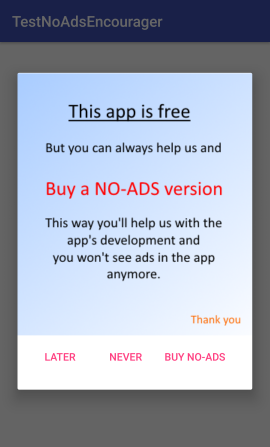 TestNoAdsEncourager
This app is free
But you can always help us and
Buy a NO-ADS version
This way you'll help us with the
app's development and
you won't see ads in the app
anymore.
Thank you
LATER NEVER BUY NO-ADS